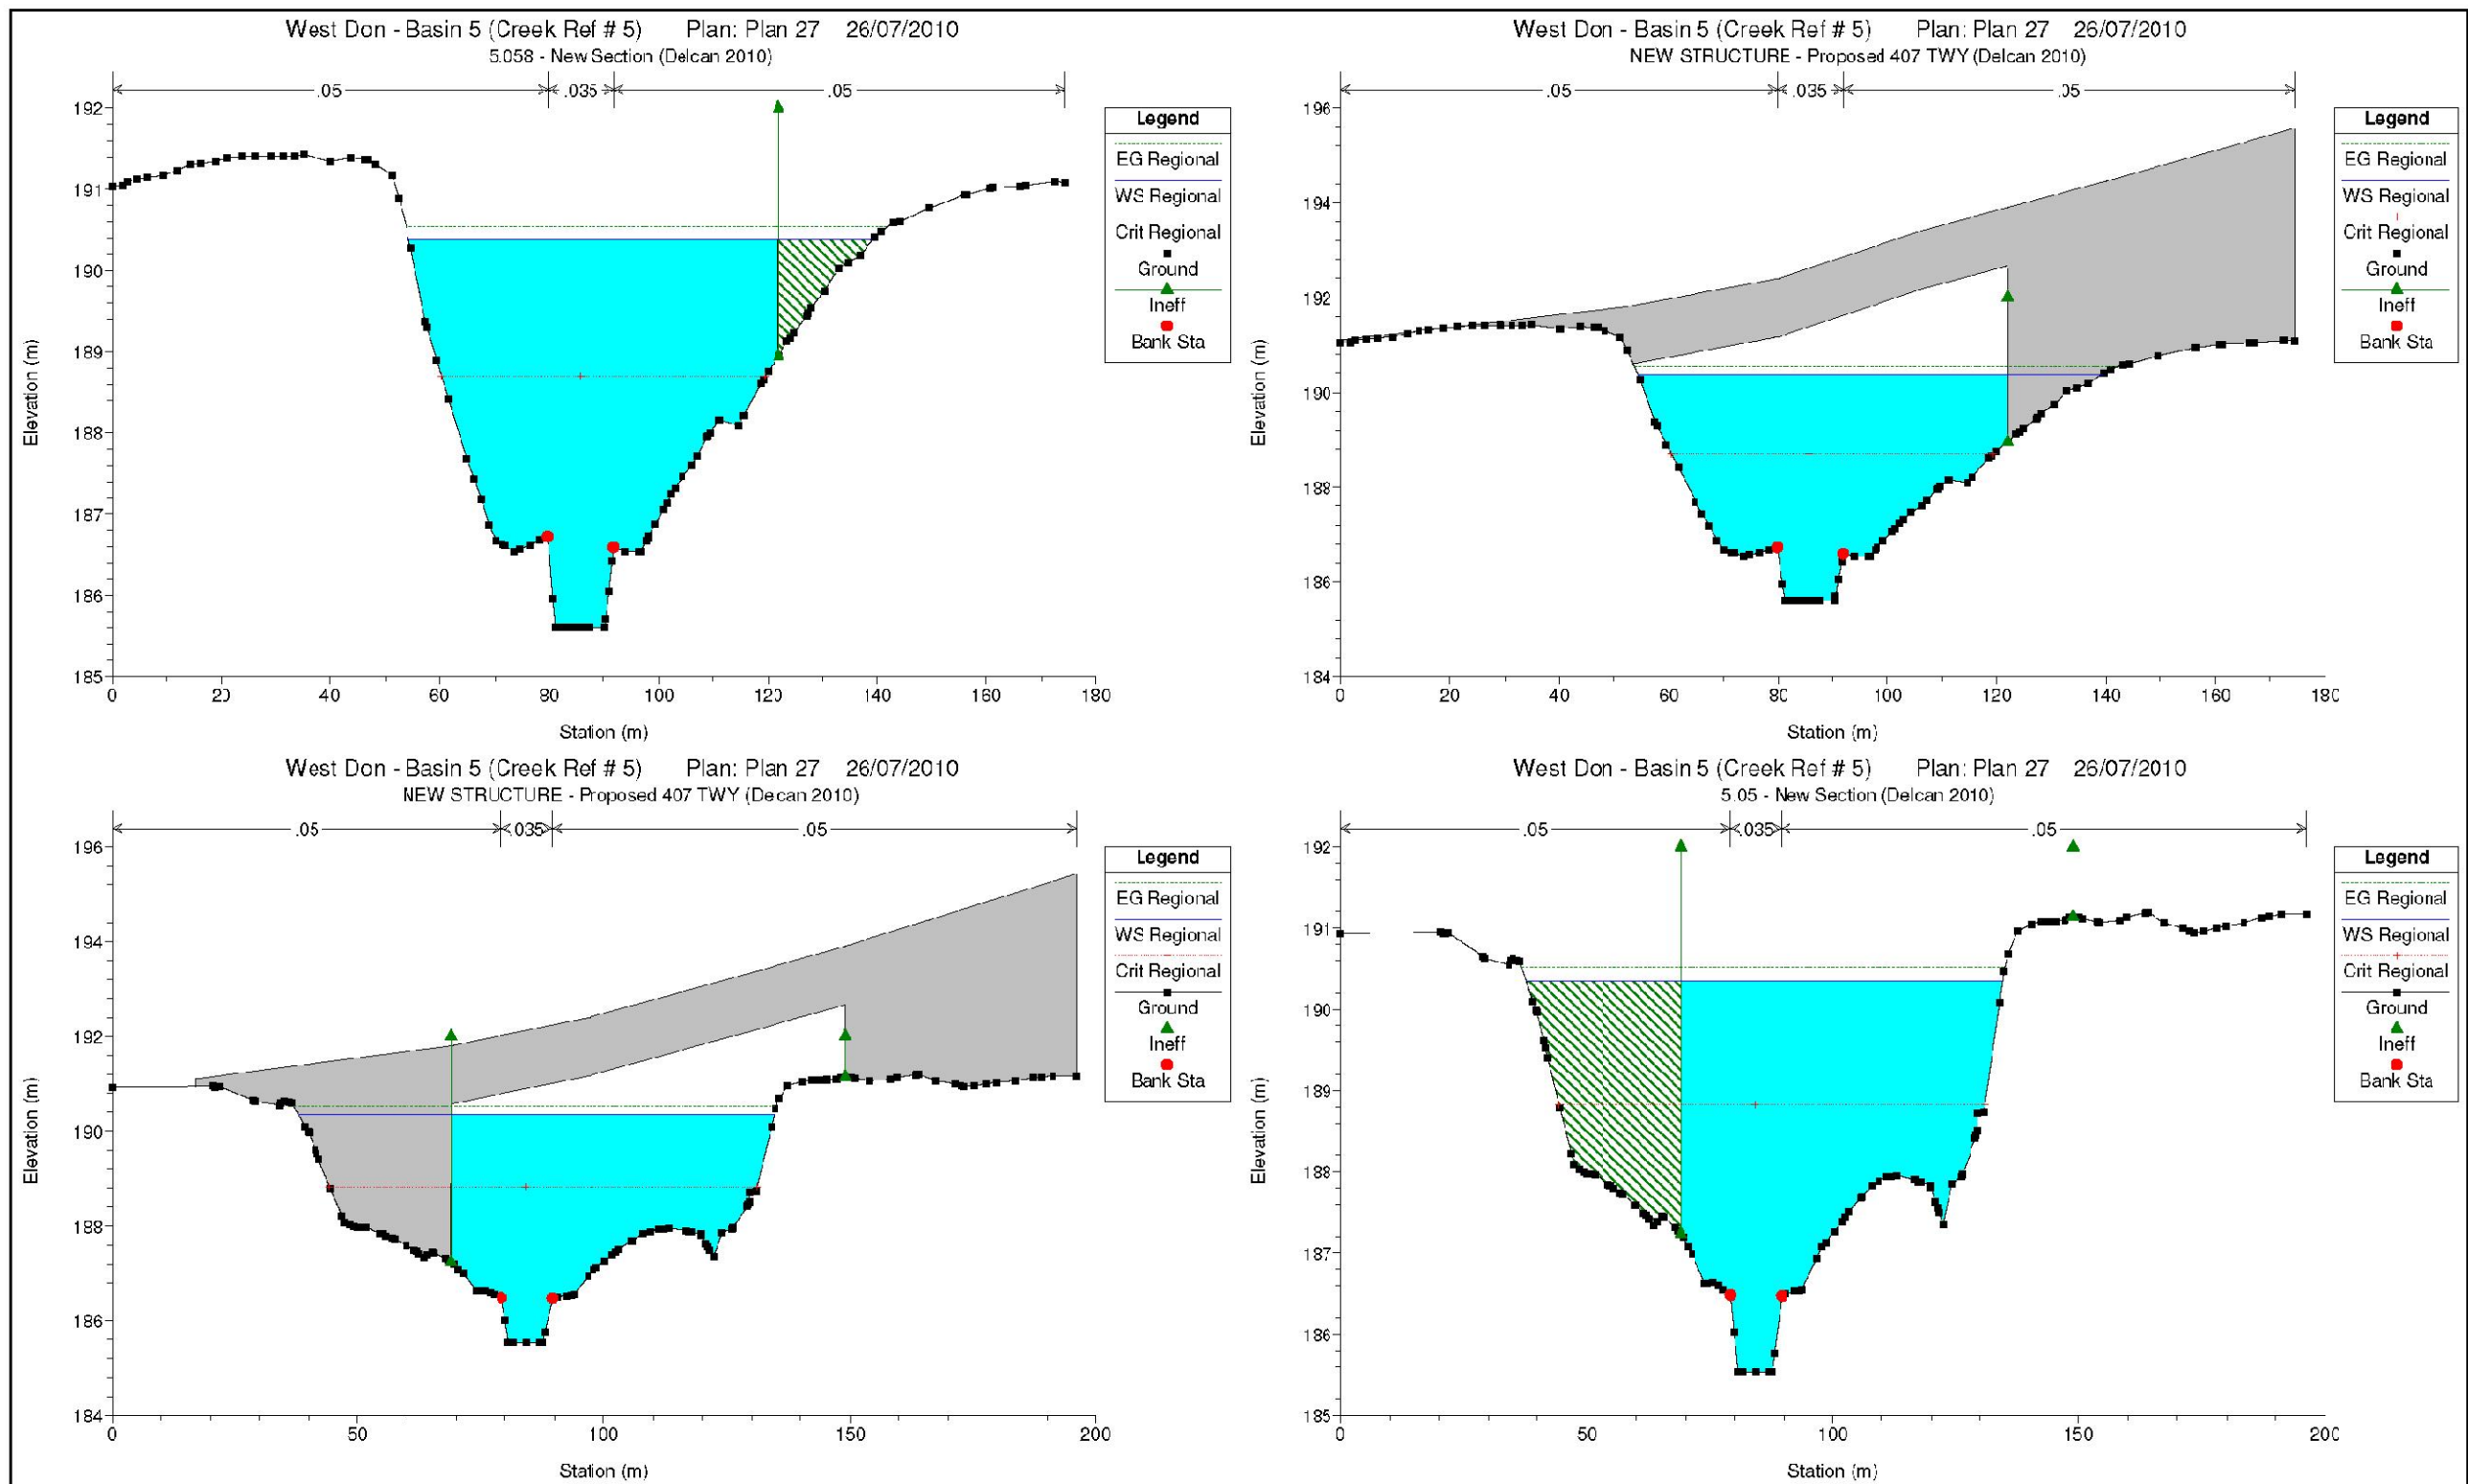 West Don - Basin 5 (Creek Ref # 5) Plan: Plan 27 26/07/2010
5.058 - New Section (Delcan 2010)
.05 .035 .05
Legend
EG Regional
WS Regional
Crit Regional
Ground
Ineff
Bank Sta
192
191
190
189
188
187
186
185
Elevation (m)
0 20 40 60 80 100 120 140 160 180
Station (m)
West Don - Basin 5 (Creek Ref # 5) Plan: Plan 27 26/07/2010
NEW STRUCTURE - Proposed 407 TWY (Delcan 2010)
.05 .035 .05
Legend
EG Regional
WS Regional
Crit Regional
Ground
Ineff
Bank Sta
196
194
192
190
188
186
184
Elevation (m)
0 20 40 60 80 100 120 140 160 180
Station (m)
West Don - Basin 5 (Creek Ref # 5) Plan: Plan 27 26/07/2010
NEW STRUCTURE - Proposed 407 TWY (Delcan 2010)
.05 .035 .05
Legend
EG Regional
WS Regional
Crit Regional
Ground
Ineff
Bank Sta
196
194
192
190
188
186
184
Elevation (m)
0 50 100 150 200
Station (m)
West Don - Basin 5 (Creek Ref # 5) Plan: Plan 27 26/07/2010
5.05 - New Section (Delcan 2010)
.05 .035 .05
Legend
EG Regional
WS Regional
Crit Regional
Ground
Ineff
Bank Sta
192
191
190
189
188
187
186
185
Elevation (m)
0 50 100 150 200
Station (m)